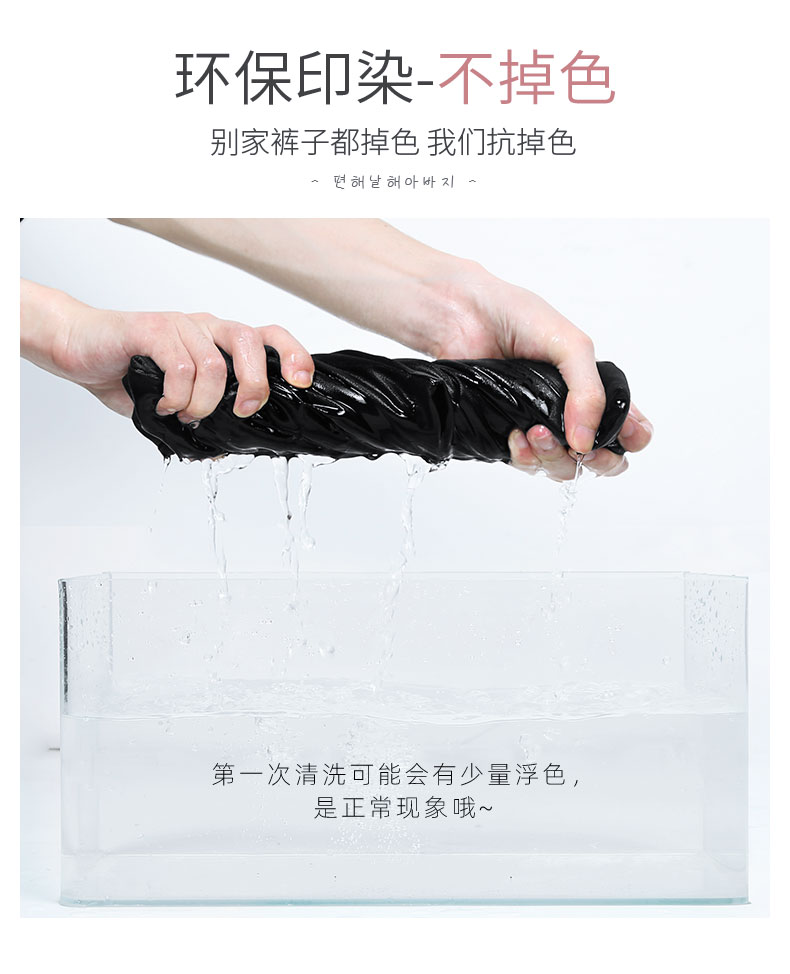 环保印染-不掉色
别家裤子都掉色 我们抗掉色
~ 편해날해아바지 ~
第一次清洗可能会有少量浮色，
是正常现象哦~